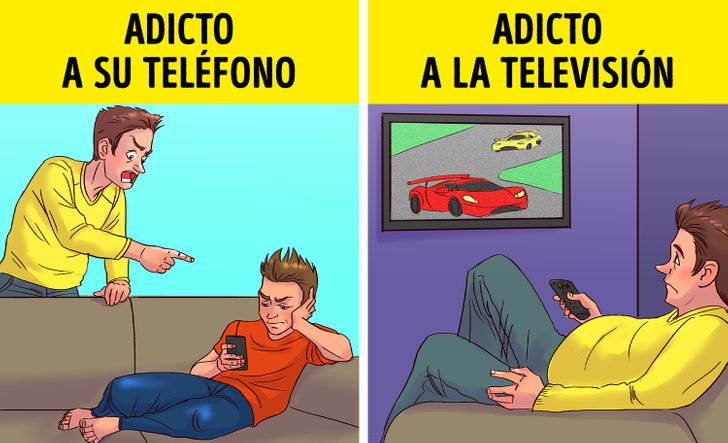 ADICTO
A SU TELÉFONO
ADICTO
A LA TELEVISIÓN